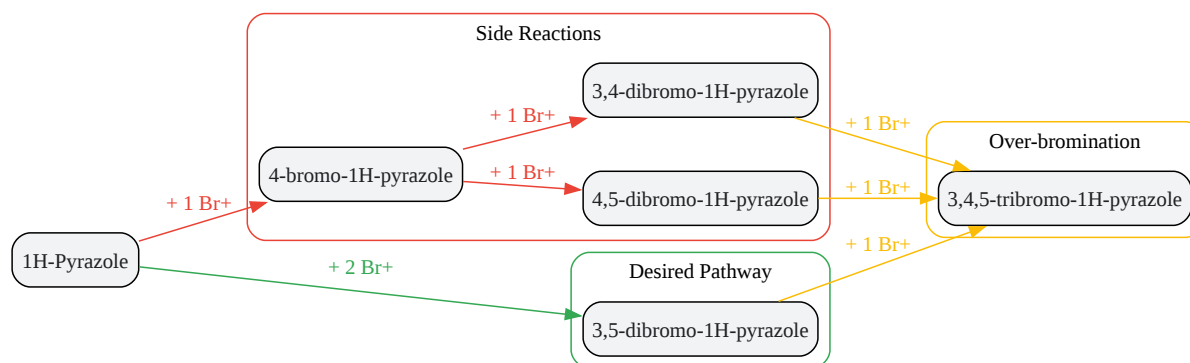 Side Reactions
3,4-dibromo-1H-pyrazole
+ 1 Br+
+ 1 Br+
Over-bromination
4-bromo-1H-pyrazole
+ 1 Br+
4,5-dibromo-1H-pyrazole
+ 1 Br+
3,4,5-tribromo-1H-pyrazole
+ 1 Br+
+ 1 Br+
1H-Pyrazole
+ 2 Br+
Desired Pathway
3,5-dibromo-1H-pyrazole